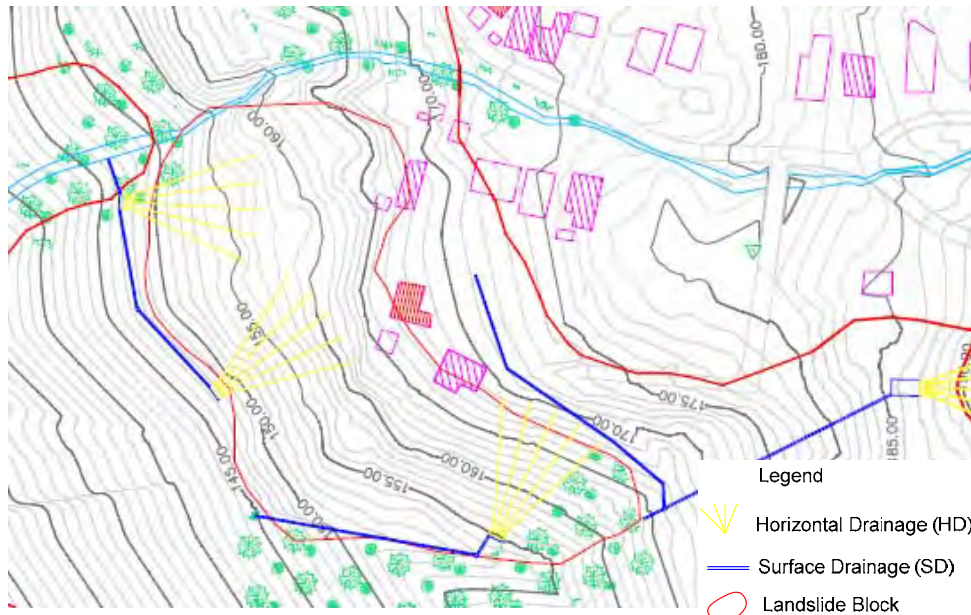 160.00
170.00
180.00
155.00
150.00
145.00
175.00
170.00
160.00
155.00
185.00
Legend
Horizontal Drainage (HD)
Surface Drainage (SD)
Landslide Block